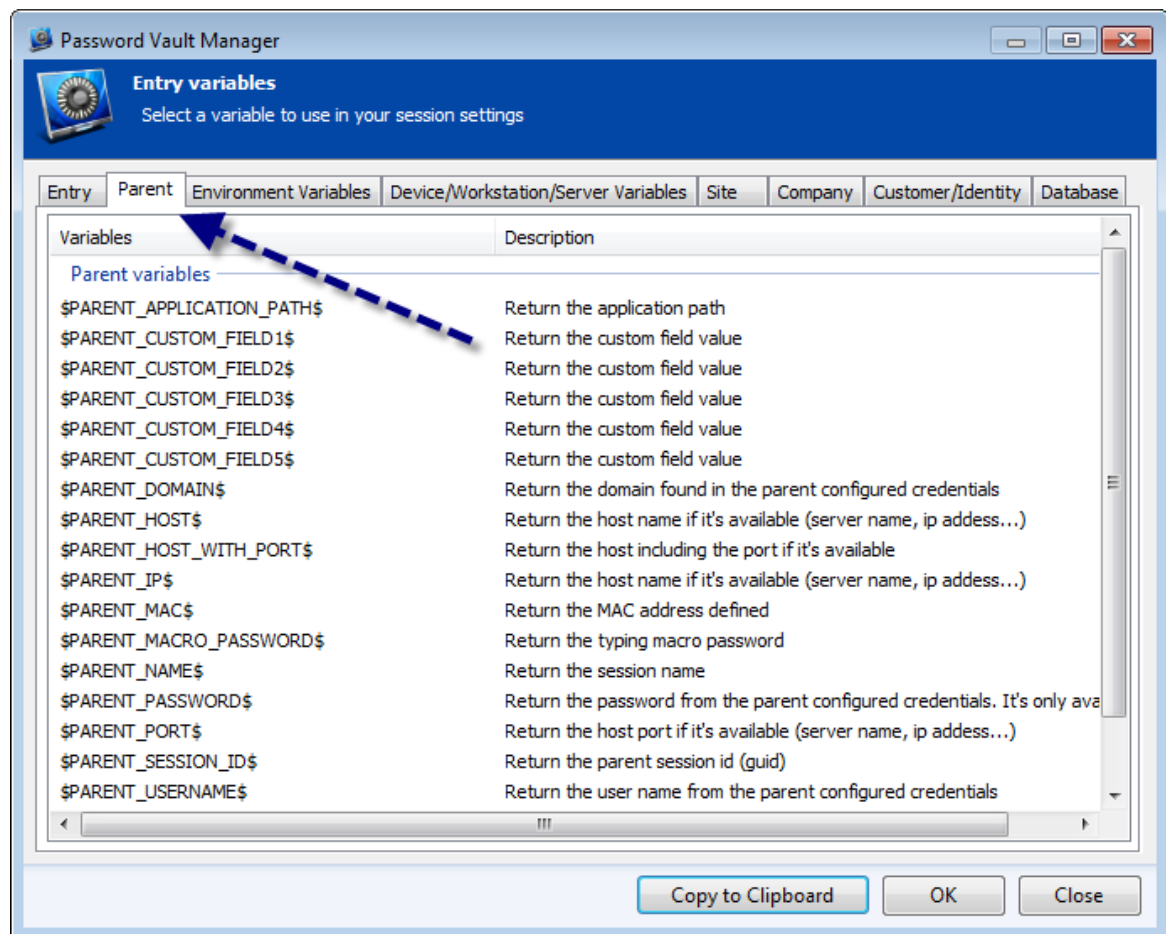 Password Vault Manager
Entry variables
Select a variable to use in your session settings
Entry Parent Environment Variables Device/Workstation/Server Variables Site Company Customer/Identity Database
Variables Description
Parent variables
$PARENT_APPLICATION_PATH$ Return the application path
$PARENT_CUSTOM_FIELD1$ Return the custom field value
$PARENT_CUSTOM_FIELD2$ Return the custom field value
$PARENT_CUSTOM_FIELD3$ Return the custom field value
$PARENT_CUSTOM_FIELD4$ Return the custom field value
$PARENT_CUSTOM_FIELD5$ Return the custom field value
$PARENT_DOMAIN$ Return the domain found in the parent configured credentials
$PARENT_HOST$ Return the host name if it's available (server name, ip addess...)
$PARENT_HOST_WITH_PORT$ Return the host including the port if it's available
$PARENT_IP$ Return the host name if it's available (server name, ip addess...)
$PARENT_MAC$ Return the MAC address defined
$PARENT_MACRO_PASSWORD$ Return the typing macro password
$PARENT_NAME$ Return the session name
$PARENT_PASSWORD$ Return the password from the parent configured credentials. It's only ava
$PARENT_PORT$ Return the host port if it's available (server name, ip addess...)
$PARENT_SESSION_ID$ Return the parent session id (guid)
$PARENT_USERNAME$ Return the user name from the parent configured credentials
Copy to Clipboard OK Close